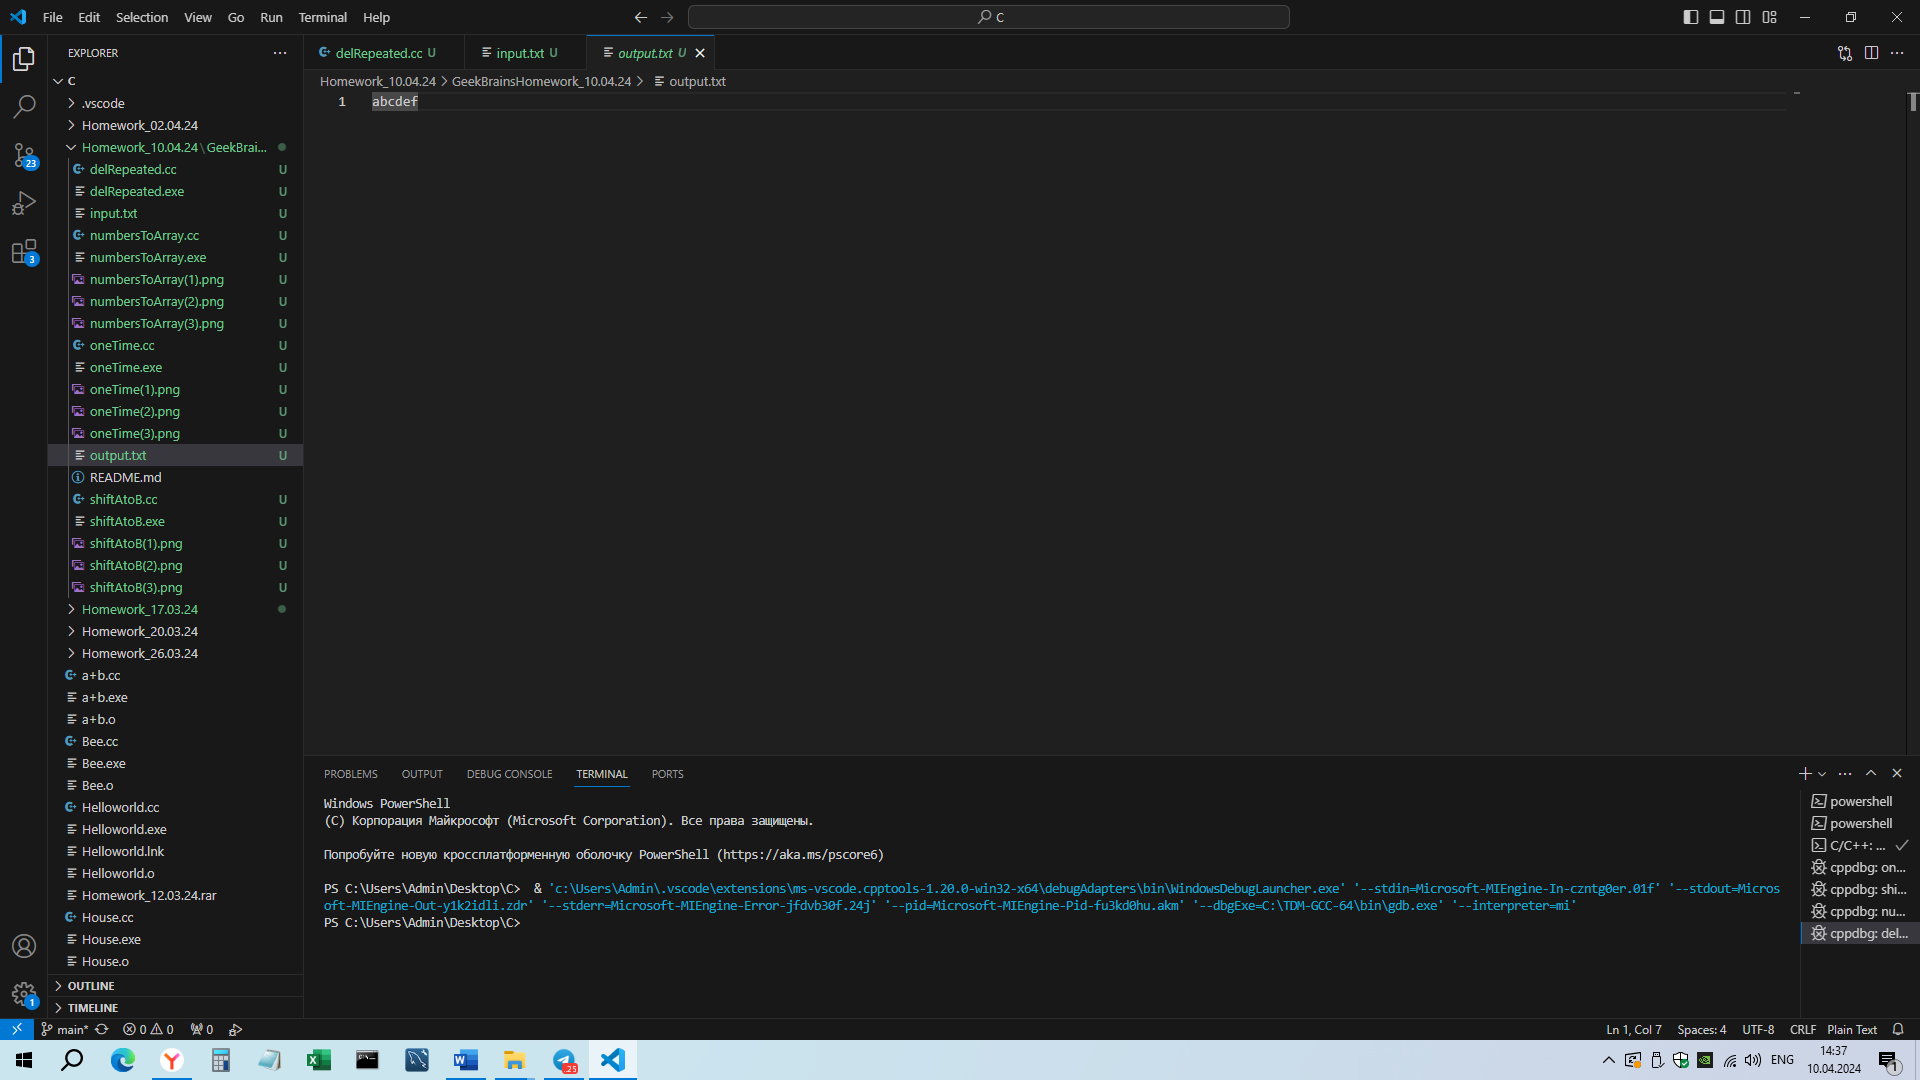 File Edit Selection View Go Run Terminal Help
C
EXPLORER
C
.vscode
Homework_02.04.24
Homework_10.04.24\GeekBrai...
delRepeated.cc U
delRepeated.exe U
input.txt U
numbersToArray.cc U
numbersToArray.exe U
numbersToArray(1).png U
numbersToArray(2).png U
numbersToArray(3).png U
oneTime.cc U
oneTime.exe U
oneTime(1).png U
oneTime(2).png U
oneTime(3).png U
output.txt U
README.md
shiftAtoB.cc U
shiftAtoB.exe U
shiftAtoB(1).png U
shiftAtoB(2).png U
shiftAtoB(3).png U
Homework_17.03.24
Homework_20.03.24
Homework_26.03.24
a+b.cc
a+b.exe
a+b.o
Bee.cc
Bee.exe
Bee.o
Helloworld.cc
Helloworld.exe
Helloworld.lnk
Helloworld.o
Homework_12.03.24.rar
House.cc
House.exe
House.o
OUTLINE
TIMELINE
23
3
1
delRepeated.cc U input.txt U output.txt U
Homework_10.04.24 > GeekBrainsHomework_10.04.24 > output.txt
1 abcdef
PROBLEMS OUTPUT DEBUG CONSOLE TERMINAL PORTS
Windows PowerShell
(C) Корпорация Майкрософт (Microsoft Corporation). Все права защищены.
Попробуйте новую кроссплатформенную оболочку PowerShell (https://aka.ms/pscore6)
PS C:\Users\Admin\Desktop\C>  & 'c:\Users\Admin\.vscode\extensions\ms-vscode.cpptools-1.20.0-win32-x64\debugAdapters\bin\WindowsDebugLauncher.exe' '--stdin=Microsoft-MIEngine-In-czntg0er.01f' '--stdout=Micros
oft-MIEngine-Out-y1k2idli.zdr' '--stderr=Microsoft-MIEngine-Error-jfdvb30f.24j' '--pid=Microsoft-MIEngine-Pid-fu3kd0hu.akm' '--dbgExe=C:\TDM-GCC-64\bin\gdb.exe' '--interpreter=mi'
PS C:\Users\Admin\Desktop\C>
powershell
powershell
C/C++: ...
cppdbg: on...
cppdbg: shi...
cppdbg: nu...
cppdbg: del...
main* 0 0 0
Ln 1, Col 7 Spaces: 4 UTF-8 CRLF Plain Text
.25
ENG
14:37
10.04.2024
1